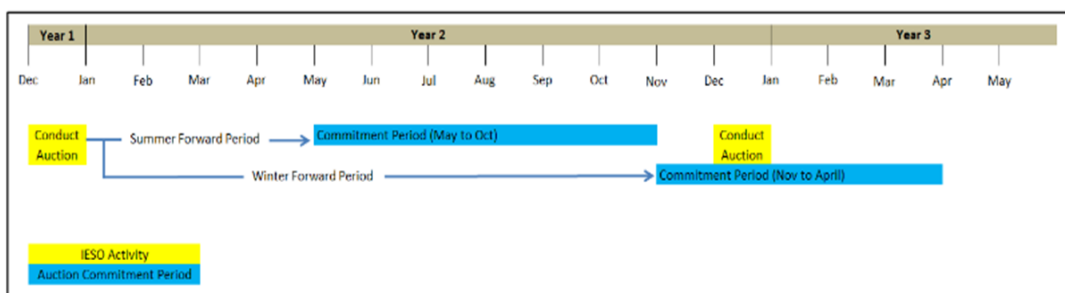 Year 1 Year 2 Year 3
Dec Jan Feb Mar Apr May Jun Jul Aug Sep Oct Nov Dec Jan Feb Mar Apr May
Conduct
Auction
Summer Forward Period
Commitment Period (May to Oct)
Conduct
Auction
Winter Forward Period
Commitment Period (Nov to April)
IESO Activity
Auction Commitment Period